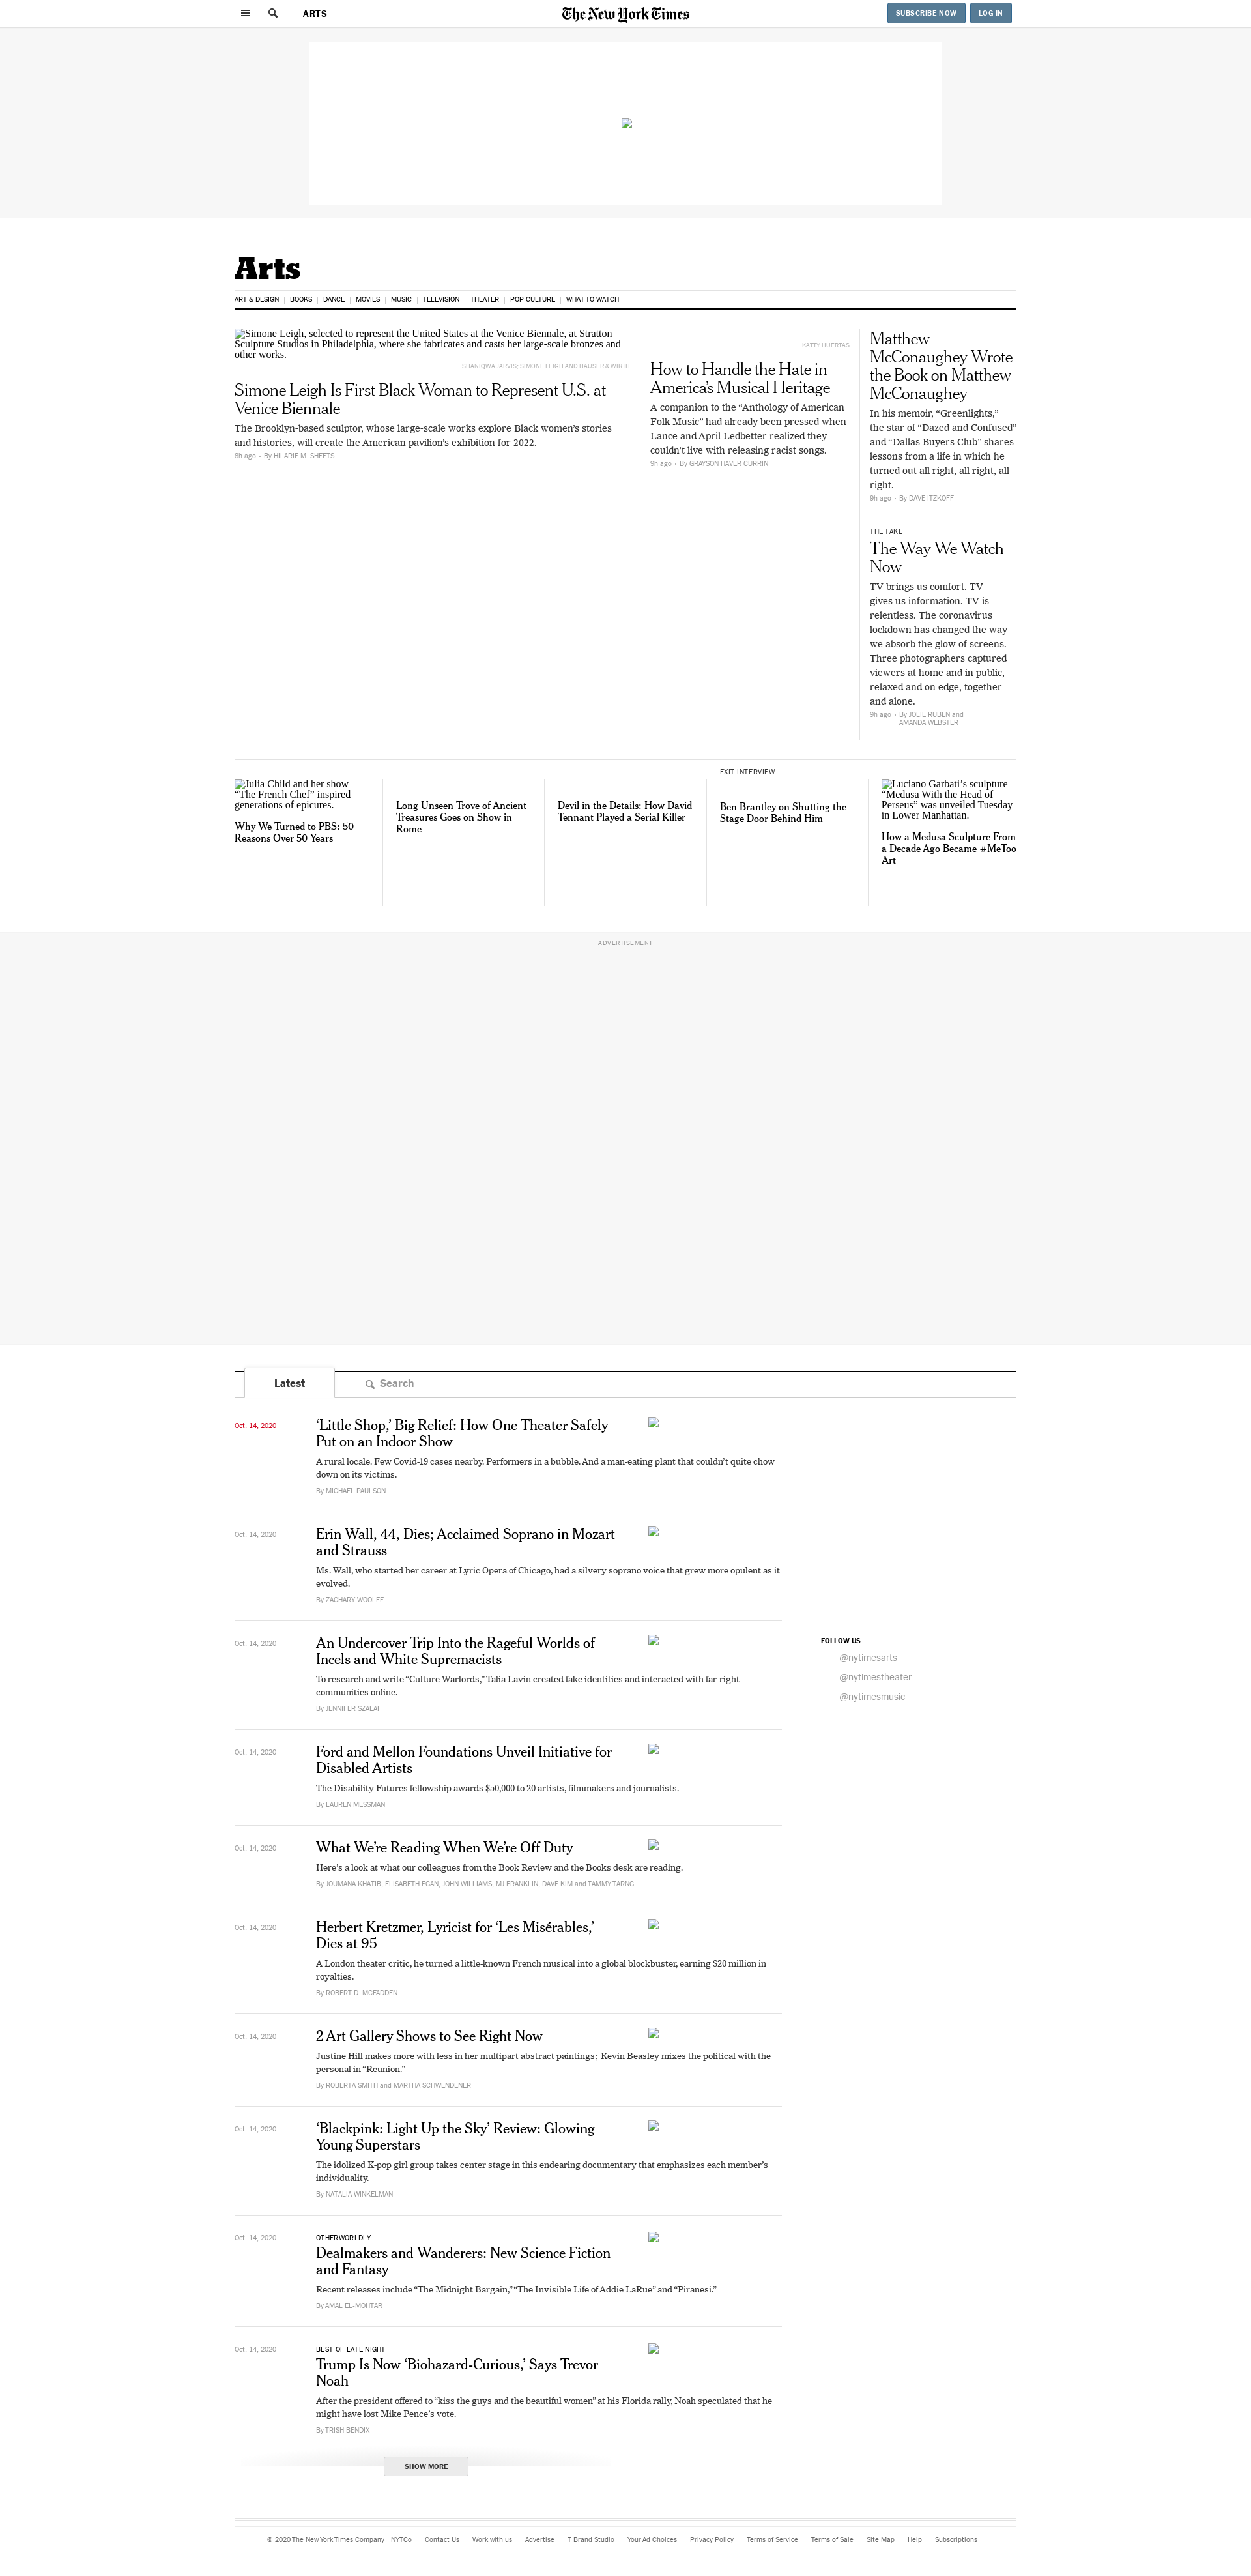 ARTS
The New York Times
SUBSCRIBE NOW
LOG IN
Arts
ART & DESIGN
BOOKS
DANCE
MOVIES
MUSIC
TELEVISION
THEATER
POP CULTURE
WHAT TO WATCH
Simone Leigh, selected to represent the United States at the Venice Biennale, at Stratton
Sculpture Studios in Philadelphia, where she fabricates and casts her large-scale bronzes and
other works.
SHANIQWA JARVIS; SIMONE LEIGH AND HAUSER & WIRTH
Simone Leigh Is First Black Woman to Represent U.S. at
Venice Biennale
The Brooklyn-based sculptor, whose large-scale works explore Black women’s stories
and histories, will create the American pavilion’s exhibition for 2022.
8h ago • By HILARIE M. SHEETS
KATTY HUERTAS
How to Handle the Hate in
America’s Musical Heritage
A companion to the “Anthology of American
Folk Music” had already been pressed when
Lance and April Ledbetter realized they
couldn’t live with releasing racist songs.
9h ago • By GRAYSON HAVER CURRIN
Matthew
McConaughey Wrote
the Book on Matthew
McConaughey
In his memoir, “Greenlights,”
the star of “Dazed and Confused”
and “Dallas Buyers Club” shares
lessons from a life in which he
turned out all right, all right, all
right.
9h ago • By DAVE ITZKOFF
THE TAKE
The Way We Watch
Now
TV brings us comfort. TV
gives us information. TV is
relentless. The coronavirus
lockdown has changed the way
we absorb the glow of screens.
Three photographers captured
viewers at home and in public,
relaxed and on edge, together
and alone.
9h ago • By JOLIE RUBEN and
AMANDA WEBSTER
Julia Child and her show
“The French Chef” inspired
generations of epicures.
Why We Turned to PBS: 50
Reasons Over 50 Years
Long Unseen Trove of Ancient
Treasures Goes on Show in
Rome
Devil in the Details: How David
Tennant Played a Serial Killer
EXIT INTERVIEW
Ben Brantley on Shutting the
Stage Door Behind Him
Luciano Garbati’s sculpture
“Medusa With the Head of
Perseus” was unveiled Tuesday
in Lower Manhattan.
How a Medusa Sculpture From
a Decade Ago Became #MeToo
Art
ADVERTISEMENT
Latest
Search
Oct. 14, 2020
‘Little Shop,’ Big Relief: How One Theater Safely
Put on an Indoor Show
A rural locale. Few Covid-19 cases nearby. Performers in a bubble. And a man-eating plant that couldn’t quite chow
down on its victims.
By MICHAEL PAULSON
Oct. 14, 2020
Erin Wall, 44, Dies; Acclaimed Soprano in Mozart
and Strauss
Ms. Wall, who started her career at Lyric Opera of Chicago, had a silvery soprano voice that grew more opulent as it
evolved.
By ZACHARY WOOLFE
Oct. 14, 2020
An Undercover Trip Into the Rageful Worlds of
Incels and White Supremacists
To research and write “Culture Warlords,” Talia Lavin created fake identities and interacted with far-right
communities online.
By JENNIFER SZALAI
FOLLOW US
@nytimesarts
@nytimestheater
@nytimesmusic
Oct. 14, 2020
Ford and Mellon Foundations Unveil Initiative for
Disabled Artists
The Disability Futures fellowship awards $50,000 to 20 artists, filmmakers and journalists.
By LAUREN MESSMAN
Oct. 14, 2020
What We’re Reading When We’re Off Duty
Here’s a look at what our colleagues from the Book Review and the Books desk are reading.
By JOUMANA KHATIB, ELISABETH EGAN, JOHN WILLIAMS, MJ FRANKLIN, DAVE KIM and TAMMY TARNG
Oct. 14, 2020
Herbert Kretzmer, Lyricist for ‘Les Misérables,’
Dies at 95
A London theater critic, he turned a little-known French musical into a global blockbuster, earning $20 million in
royalties.
By ROBERT D. MCFADDEN
Oct. 14, 2020
2 Art Gallery Shows to See Right Now
Justine Hill makes more with less in her multipart abstract paintings; Kevin Beasley mixes the political with the
personal in “Reunion.”
By ROBERTA SMITH and MARTHA SCHWENDENER
Oct. 14, 2020
‘Blackpink: Light Up the Sky’ Review: Glowing
Young Superstars
The idolized K-pop girl group takes center stage in this endearing documentary that emphasizes each member’s
individuality.
By NATALIA WINKELMAN
Oct. 14, 2020
OTHERWORLDLY
Dealmakers and Wanderers: New Science Fiction
and Fantasy
Recent releases include “The Midnight Bargain,” “The Invisible Life of Addie LaRue” and “Piranesi.”
By AMAL EL-MOHTAR
Oct. 14, 2020
BEST OF LATE NIGHT
Trump Is Now ‘Biohazard-Curious,’ Says Trevor
Noah
After the president offered to “kiss the guys and the beautiful women” at his Florida rally, Noah speculated that he
might have lost Mike Pence’s vote.
By TRISH BENDIX
SHOW MORE
© 2020 The New York Times Company NYTCo Contact Us Work with us Advertise T Brand Studio Your Ad Choices Privacy Policy Terms of Service Terms of Sale Site Map Help Subscriptions